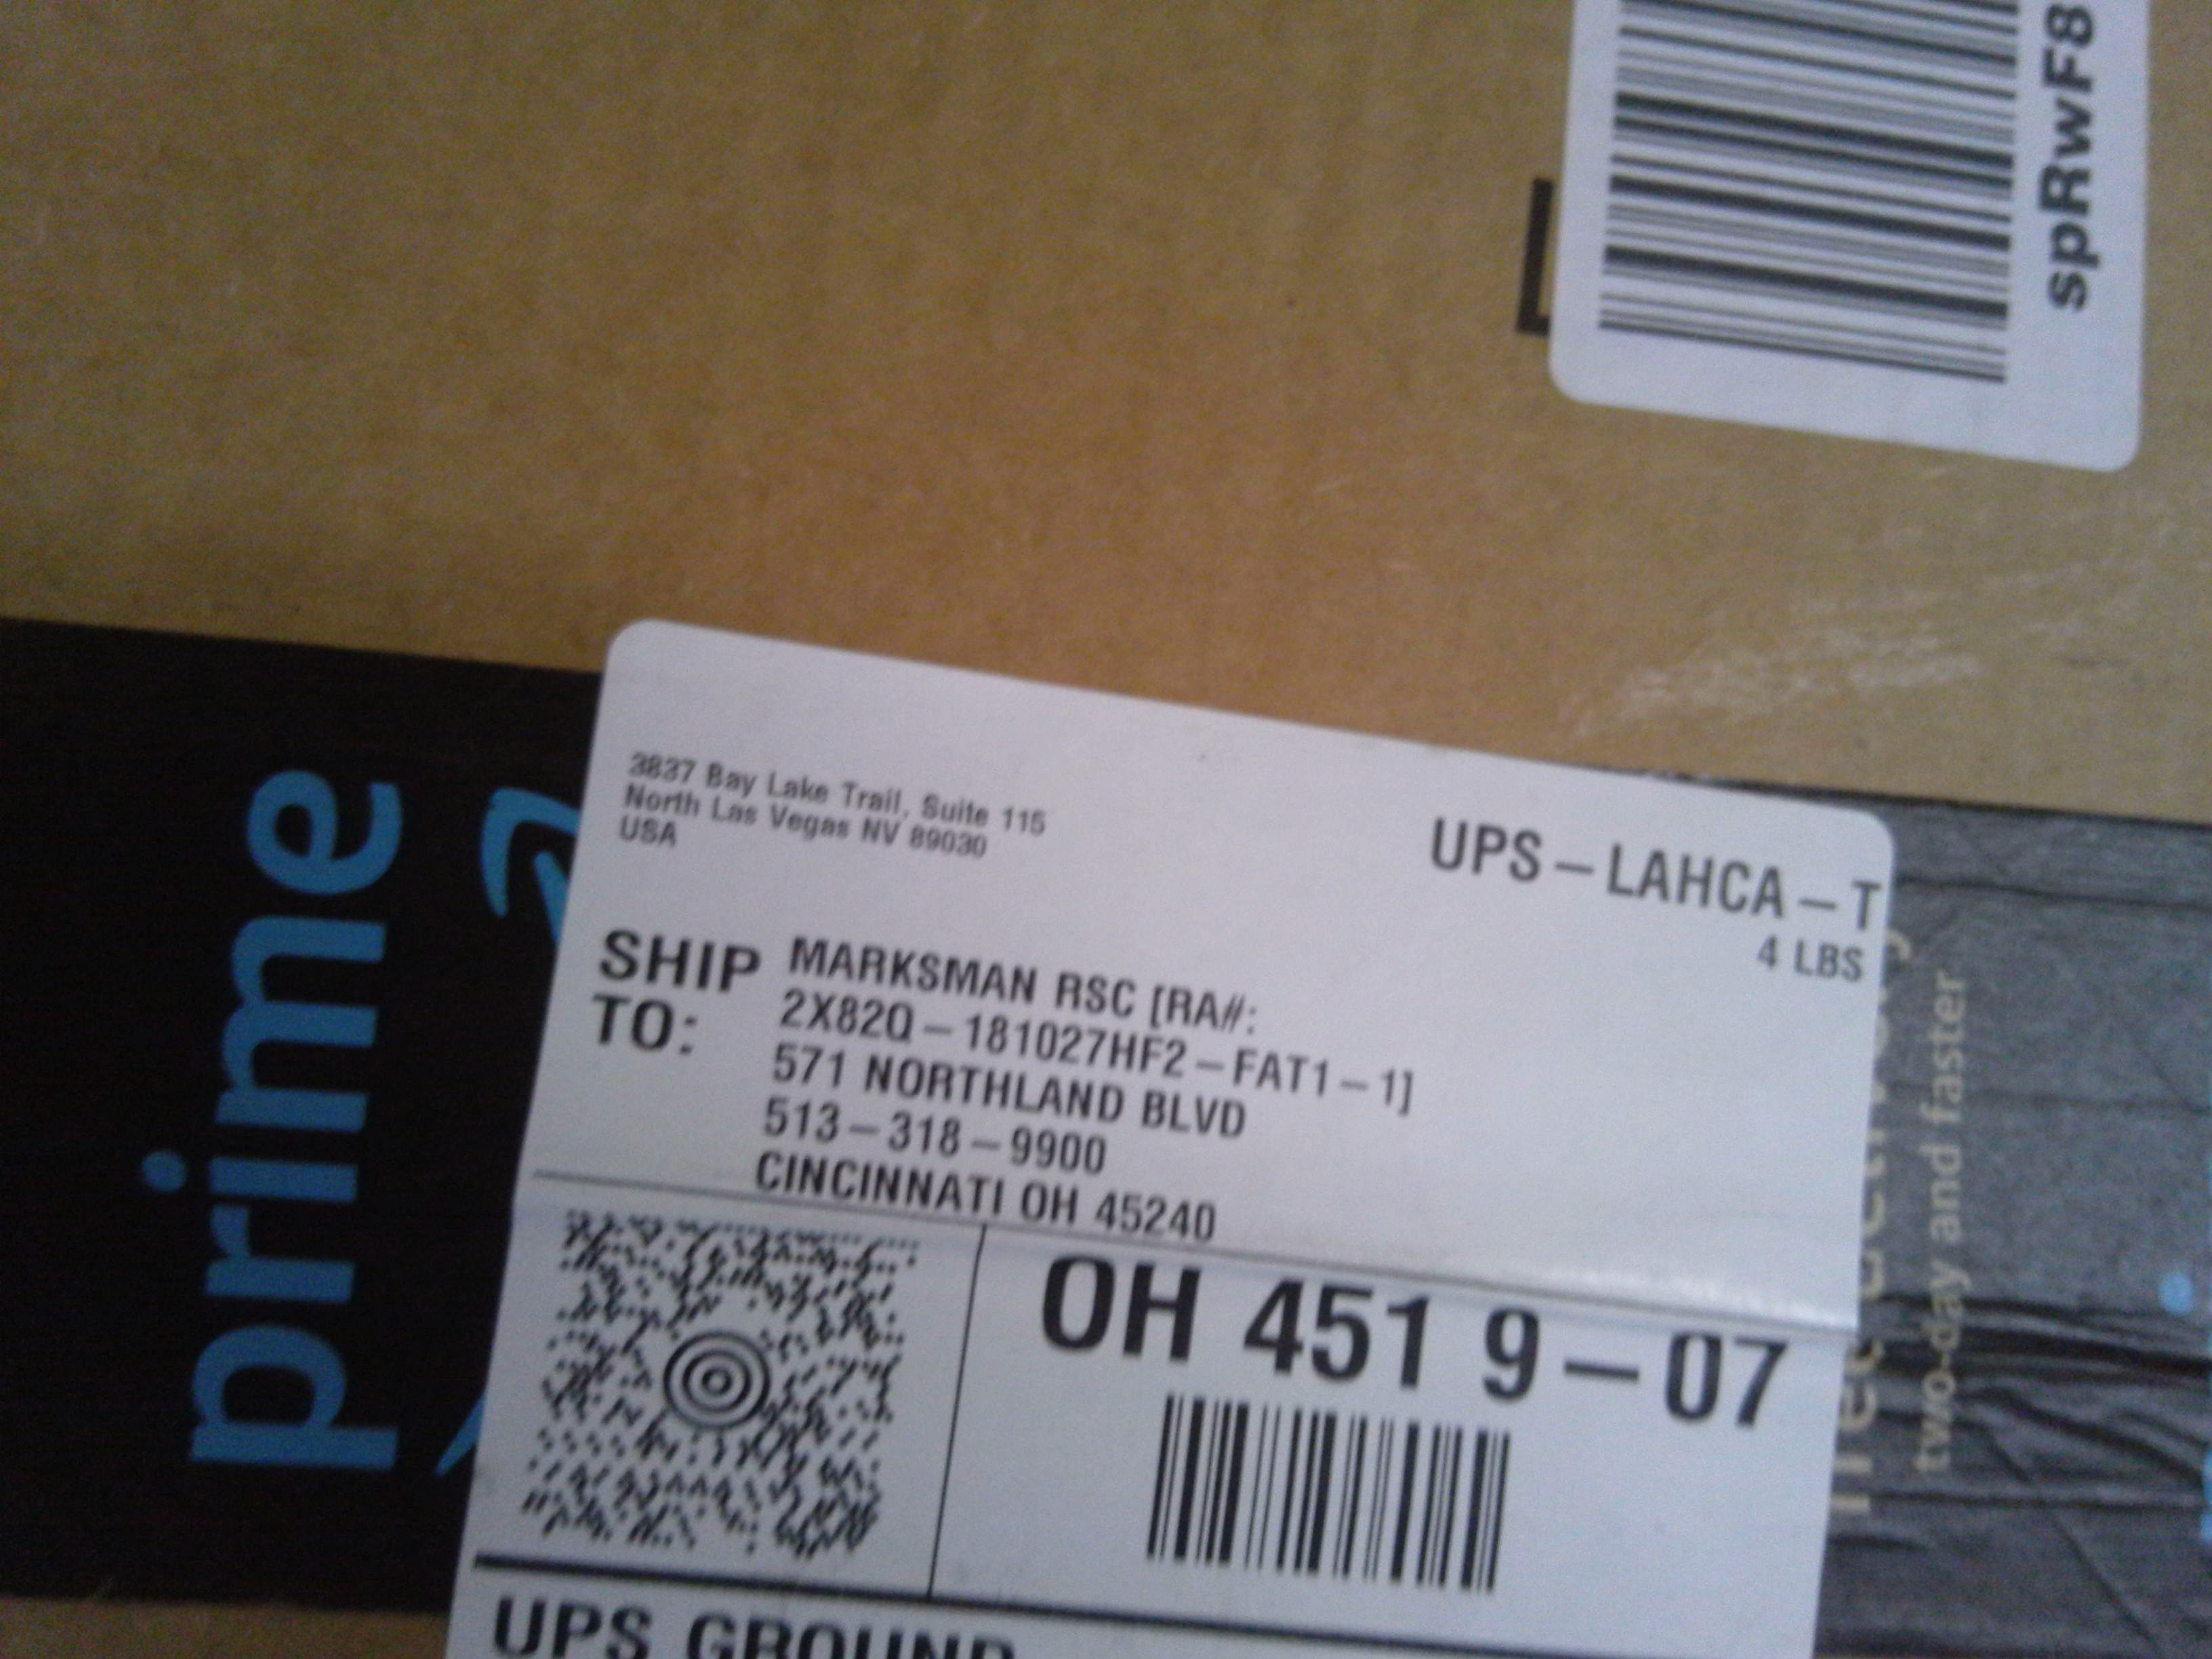 spRwF8
prime
3837 Bay Lake Trail, Suite 115
North Las Vegas NV 89030
USA
UPS-LAHCA-T
4 LBS
SHIP TO:
MARKSMAN RSC [RA#:
2X82Q-181027HF2-FAT1-1]
571 NORTHLAND BLVD
513-318-9900
CINCINNATI OH 45240
OH 451 9-07
UPS GROUND
two-day and faster